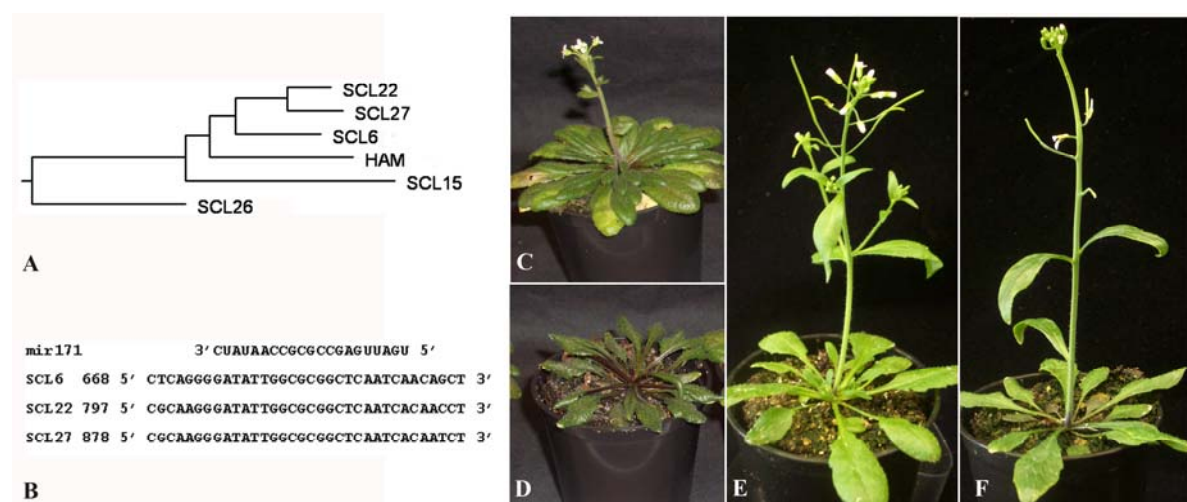 SCL22
SCL27
SCL6
HAM
SCL15
SCL26
A
mir171 3′CUAUAACCGCGCCGAGUUAGU 5′
SCL6 668 5′ CTCAGGGGATATTGGCGCGGCTCAATCAACAGCT 3′
SCL22 797 5′ CGCAAGGGATATTGGCGCGGCTCAATCACAACCT 3′
SCL27 878 5′ CGCAAGGGATATTGGCGCGGCTCAATCACAATCT 3′
B
C
D
E
F